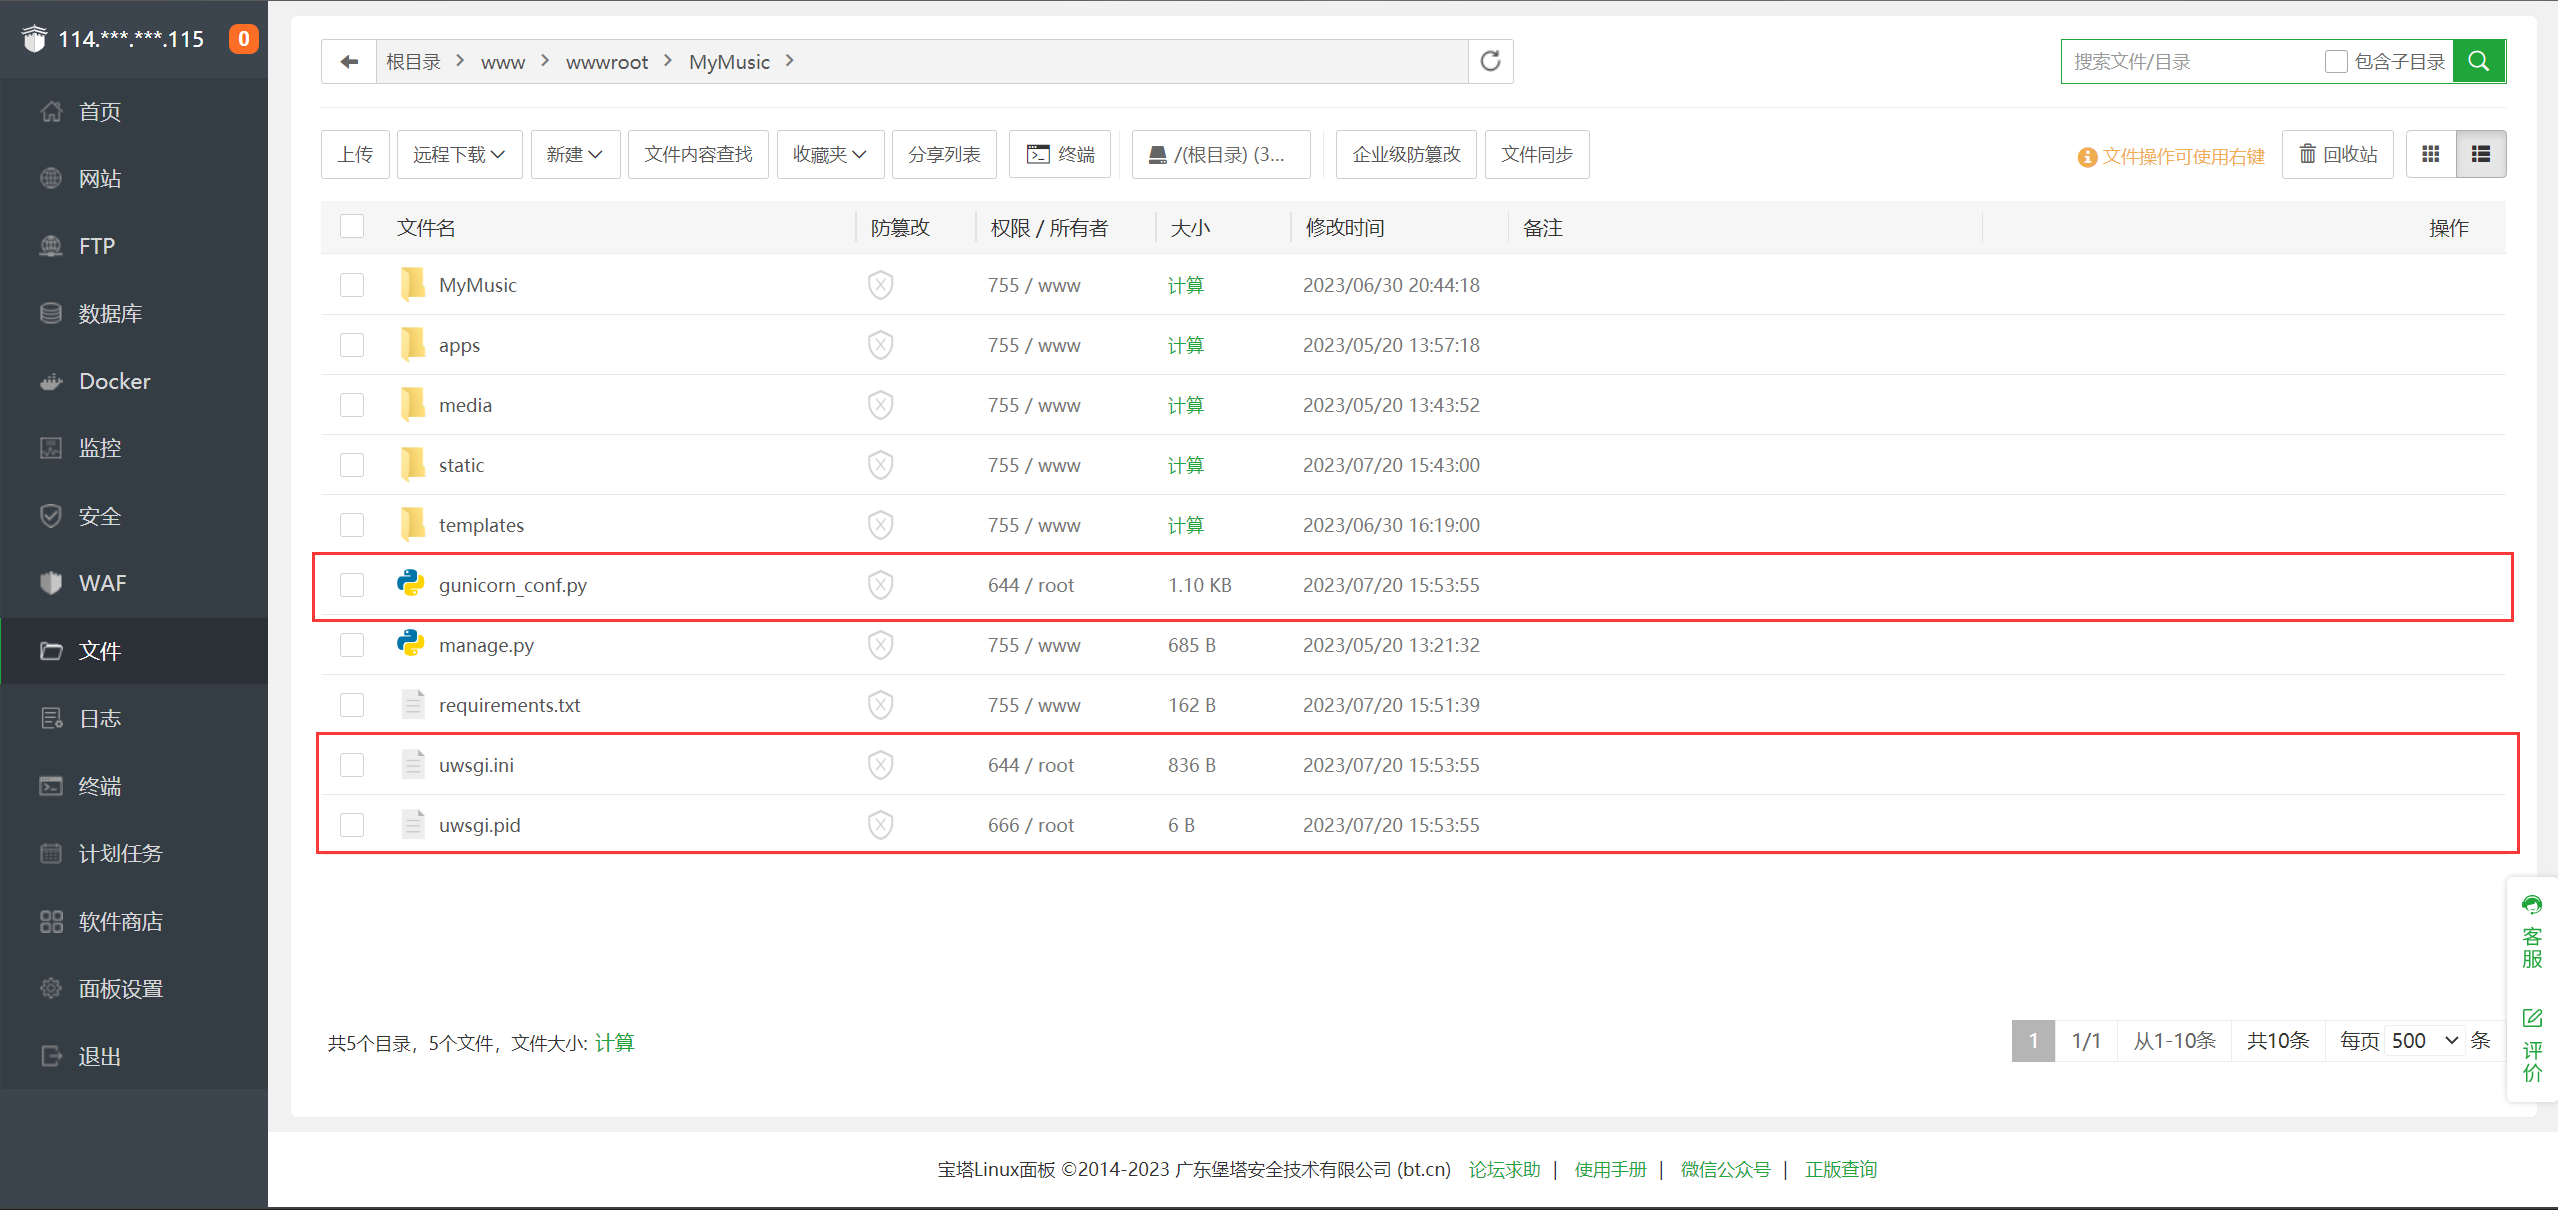 114.***.***.115 0
首页
网站
FTP
数据库
Docker
监控
安全
WAF
文件
日志
终端
计划任务
软件商店
面板设置
退出
根目录 www wwwroot MyMusic
搜索文件/目录 包含子目录
上传 远程下载 新建 文件内容查找 收藏夹 分享列表 终端 /(根目录) (3... 企业级防篡改 文件同步 文件操作可使用右键 回收站
文件名 防篡改 权限 / 所有者 大小 修改时间 备注 操作
MyMusic 755 / www 计算 2023/06/30 20:44:18
apps 755 / www 计算 2023/05/20 13:57:18
media 755 / www 计算 2023/05/20 13:43:52
static 755 / www 计算 2023/07/20 15:43:00
templates 755 / www 计算 2023/06/30 16:19:00
gunicorn_conf.py 644 / root 1.10 KB 2023/07/20 15:53:55
manage.py 755 / www 685 B 2023/05/20 13:21:32
requirements.txt 755 / www 162 B 2023/07/20 15:51:39
uwsgi.ini 644 / root 836 B 2023/07/20 15:53:55
uwsgi.pid 666 / root 6 B 2023/07/20 15:53:55
共5个目录，5个文件，文件大小: 计算
1 1/1 从1-10条 共10条 每页 500 条
客服
评价
宝塔Linux面板 ©2014-2023 广东堡塔安全技术有限公司 (bt.cn) 论坛求助 | 使用手册 | 微信公众号 | 正版查询